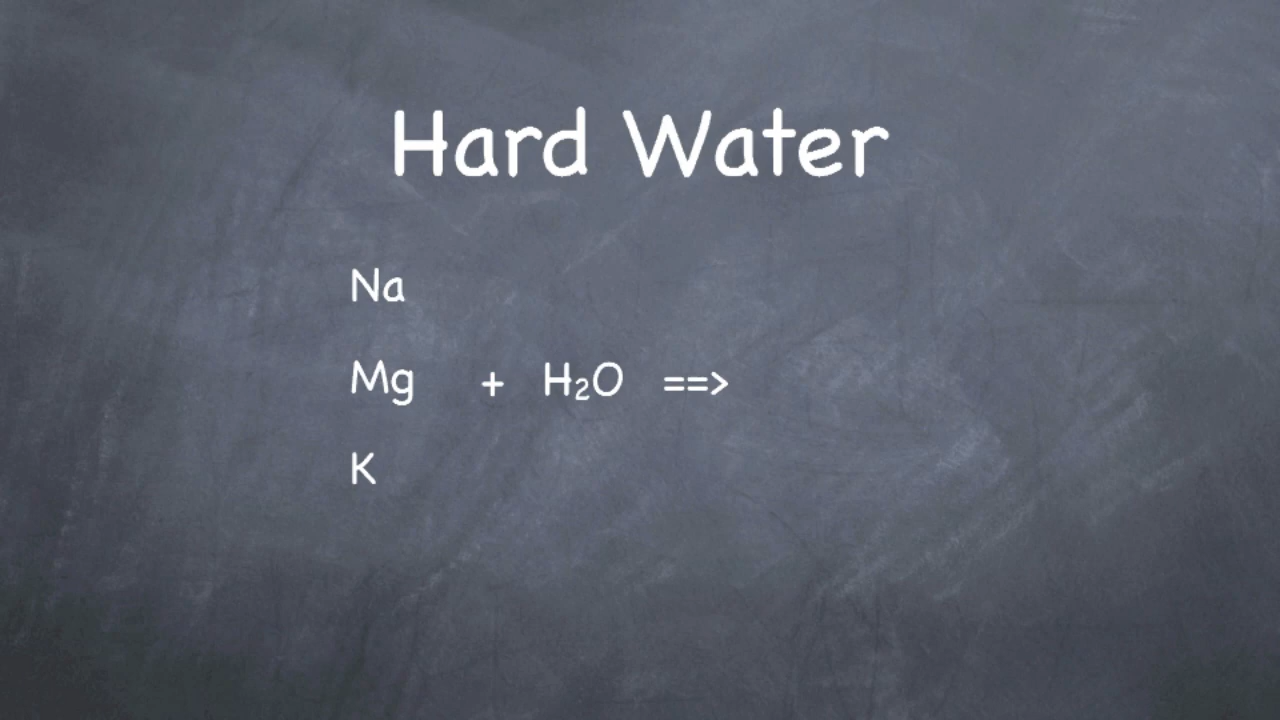 Hard Water
Na
Mg + H₂O ==>
K